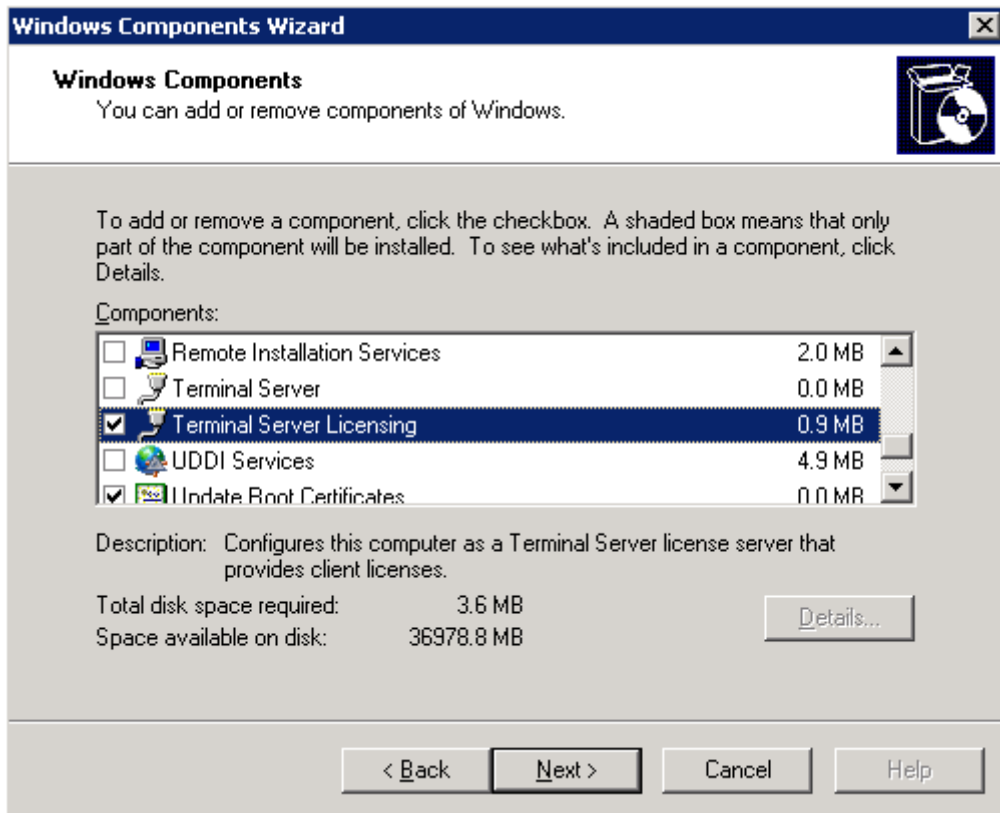 Windows Components Wizard
Windows Components
You can add or remove components of Windows.
To add or remove a component, click the checkbox. A shaded box means that only
part of the component will be installed. To see what's included in a component, click
Details.
Components:
Remote Installation Services 2.0 MB
Terminal Server 0.0 MB
Terminal Server Licensing 0.9 MB
UDDI Services 4.9 MB
Update Root Certificates 0.0 MB
Description: Configures this computer as a Terminal Server license server that
provides client licenses.
Total disk space required: 3.6 MB
Space available on disk: 36978.8 MB
Details...
< Back Next > Cancel Help